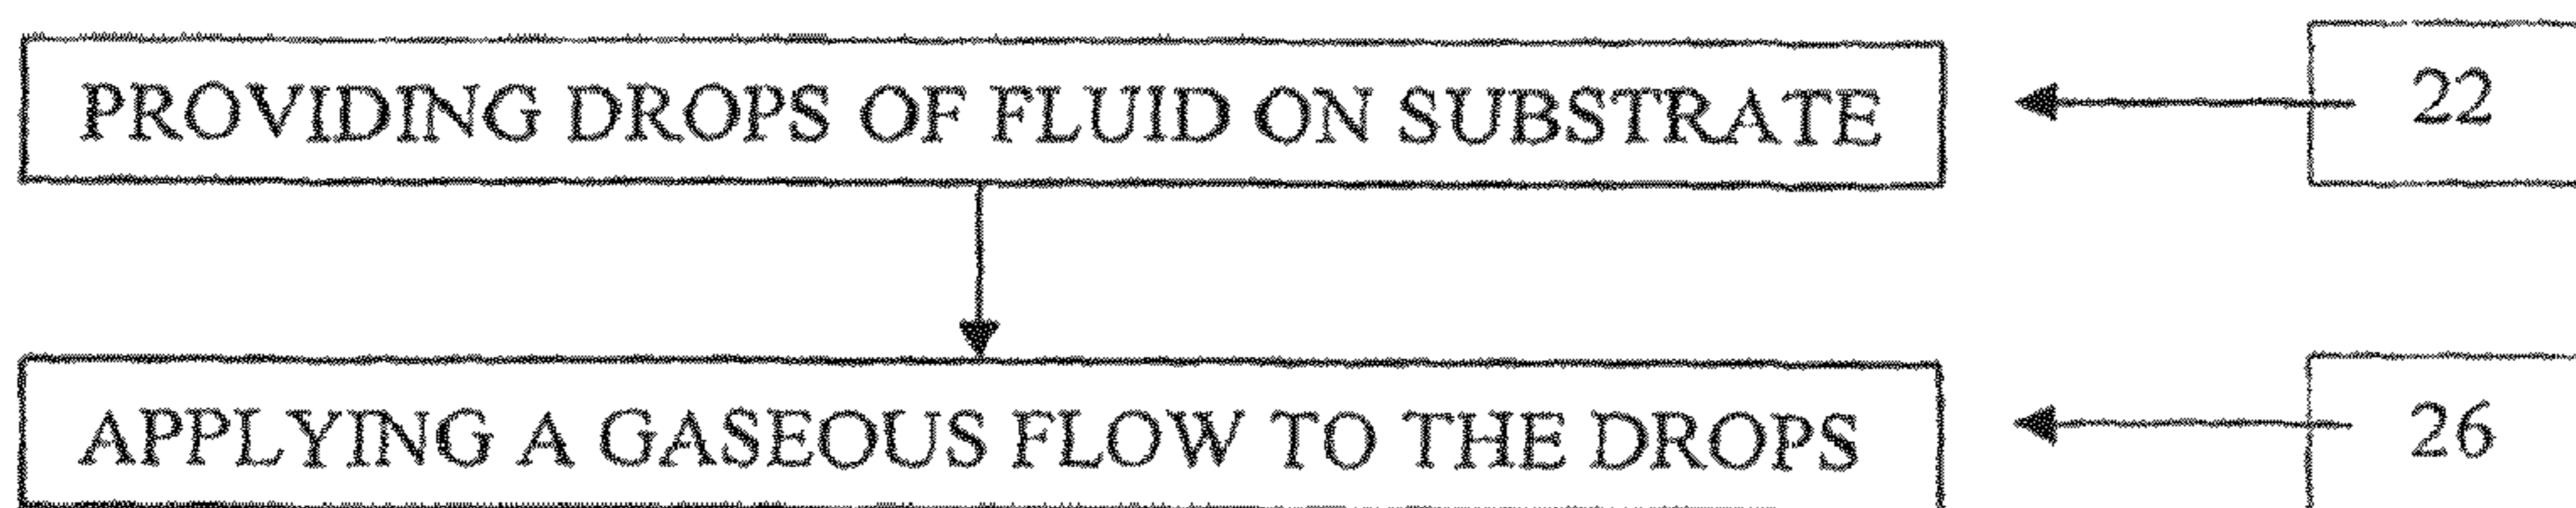 PROVIDING DROPS OF FLUID ON SUBSTRATE
22
APPLYING A GASEOUS FLOW TO THE DROPS
26